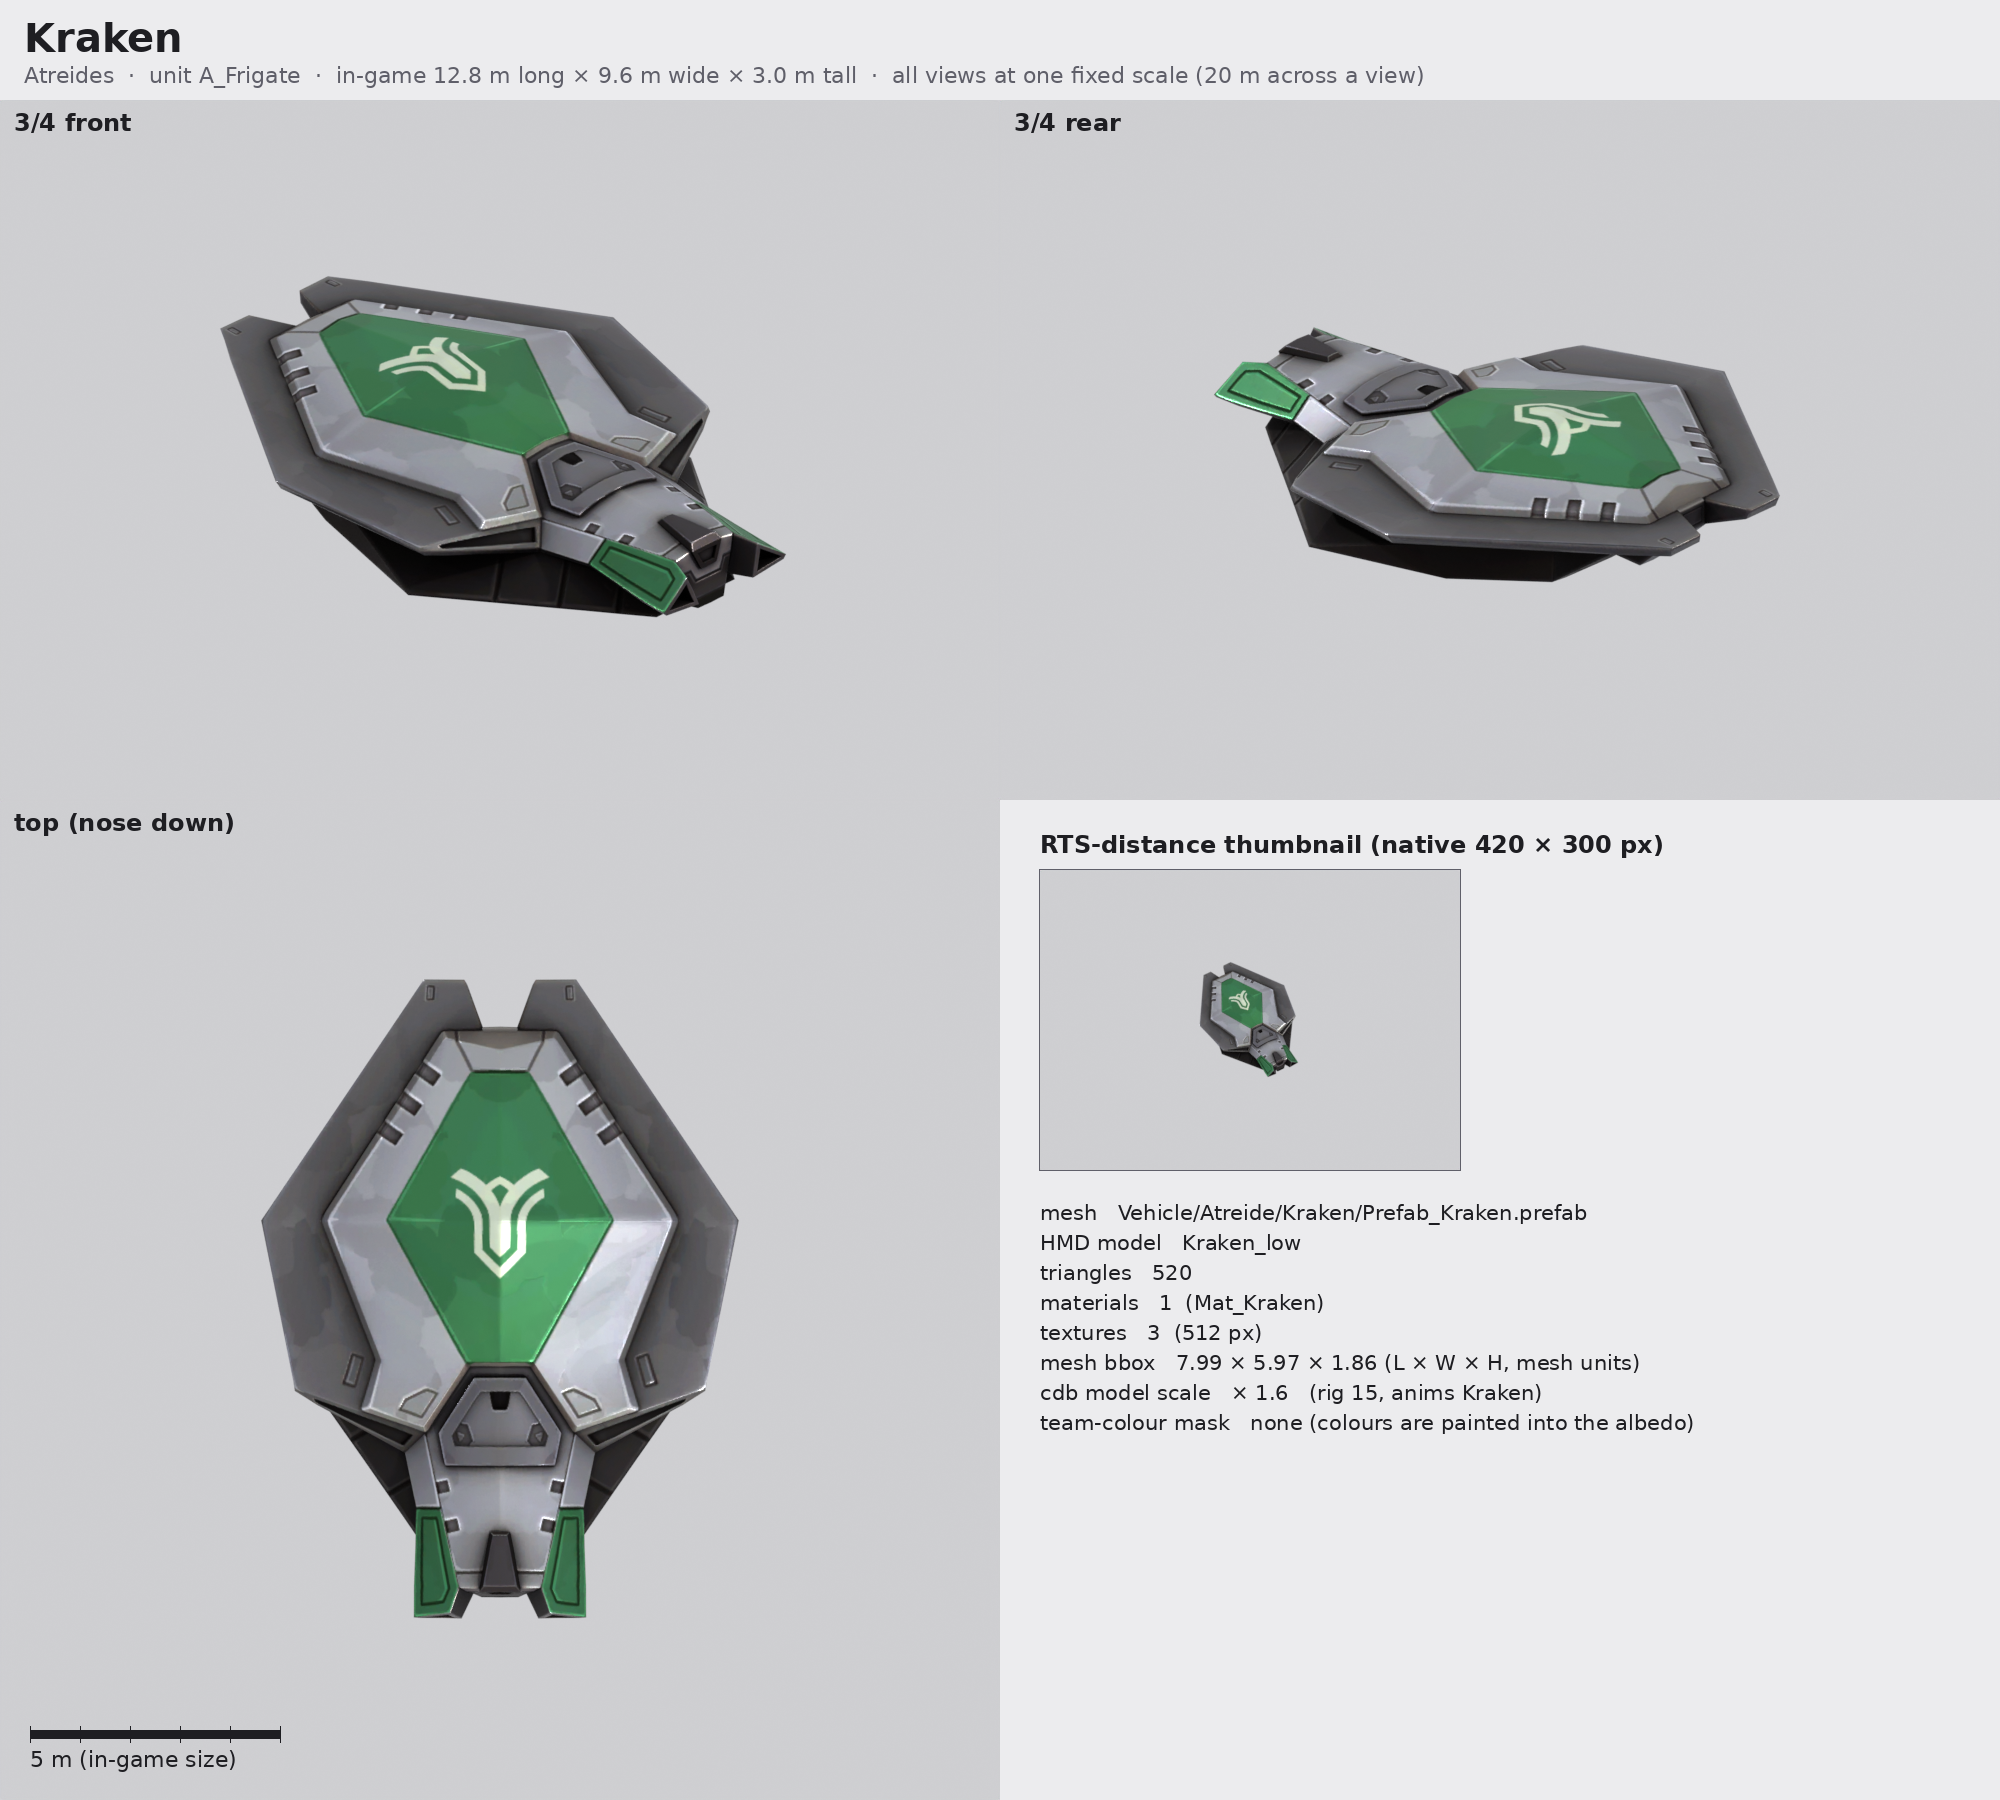 Kraken
Atreides · unit A_Frigate · in-game 12.8 m long × 9.6 m wide × 3.0 m tall · all views at one fixed scale (20 m across a view)
3/4 front
3/4 rear
top (nose down)
RTS-distance thumbnail (native 420 × 300 px)
mesh Vehicle/Atreide/Kraken/Prefab_Kraken.prefab
HMD model Kraken_low
triangles 520
materials 1 (Mat_Kraken)
textures 3 (512 px)
mesh bbox 7.99 × 5.97 × 1.86 (L × W × H, mesh units)
cdb model scale × 1.6 (rig 15, anims Kraken)
team-colour mask none (colours are painted into the albedo)
5 m (in-game size)